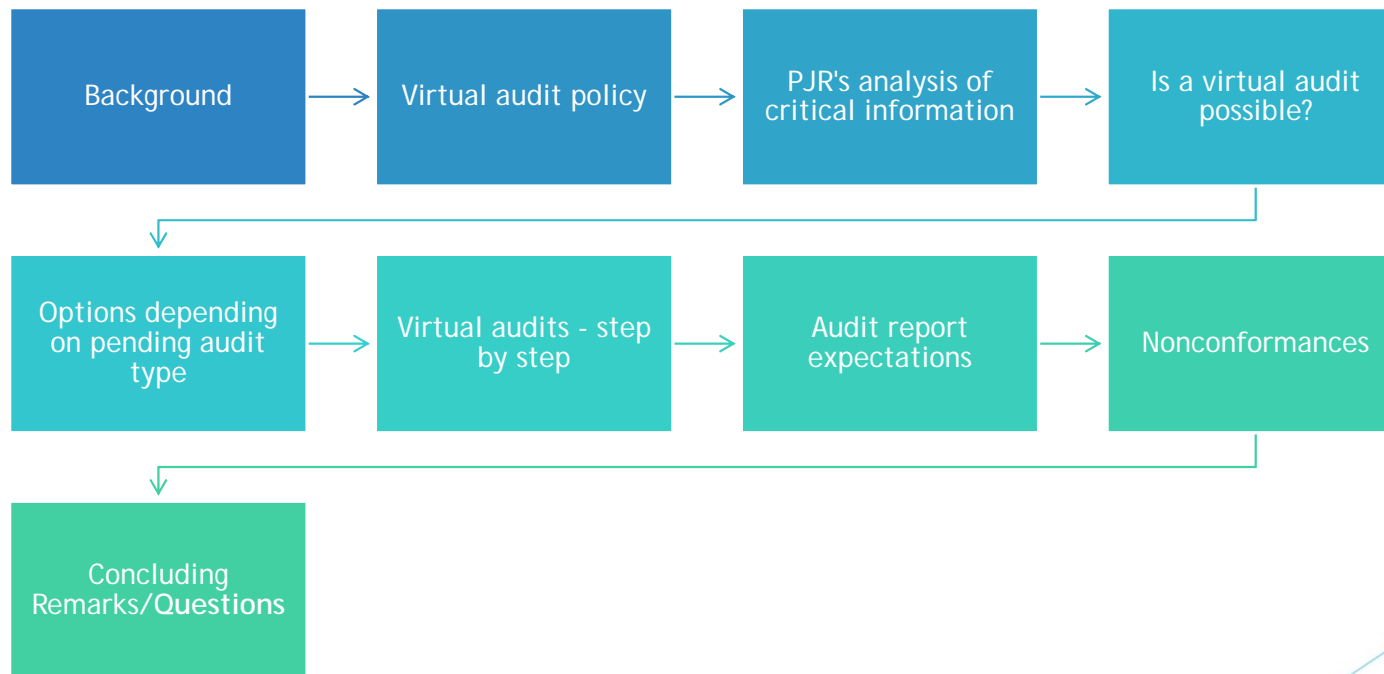 Background
Virtual audit policy
PJR's analysis of
critical information
Is a virtual audit
possible?
Options depending
on pending audit
type
Virtual audits - step
by step
Audit report
expectations
Nonconformances
Concluding
Remarks/Questions